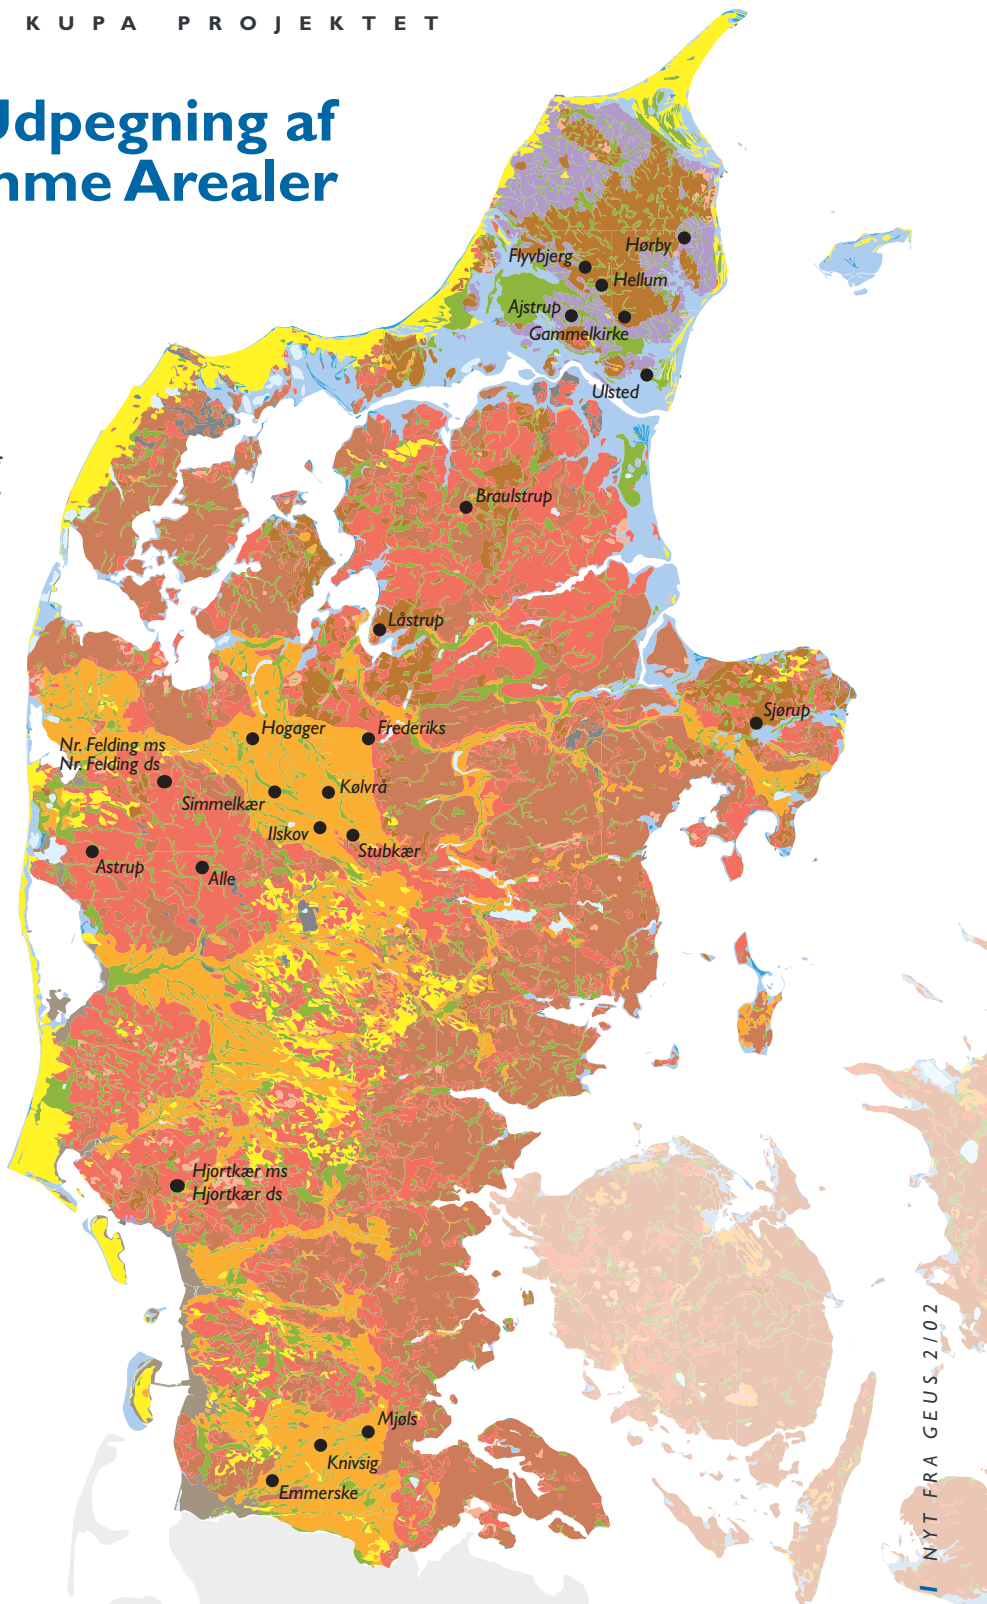 KUPA PROJEKTET
Udpegning af
mme Arealer
Hørby
Flyvbjerg
Hellum
Ajstrup
Gammelkirke
Ulsted
Braulstrup
Låstrup
Sjørup
Hogager
Frederiks
Nr. Felding ms
Nr. Felding ds
Simmelkær
Kølvrå
Ilskov
Stubkær
Astrup
Alle
Hjortkær ms
Hjortkær ds
Mjøls
Knivsig
Emmerske
NYT FRA GEUS 2/02